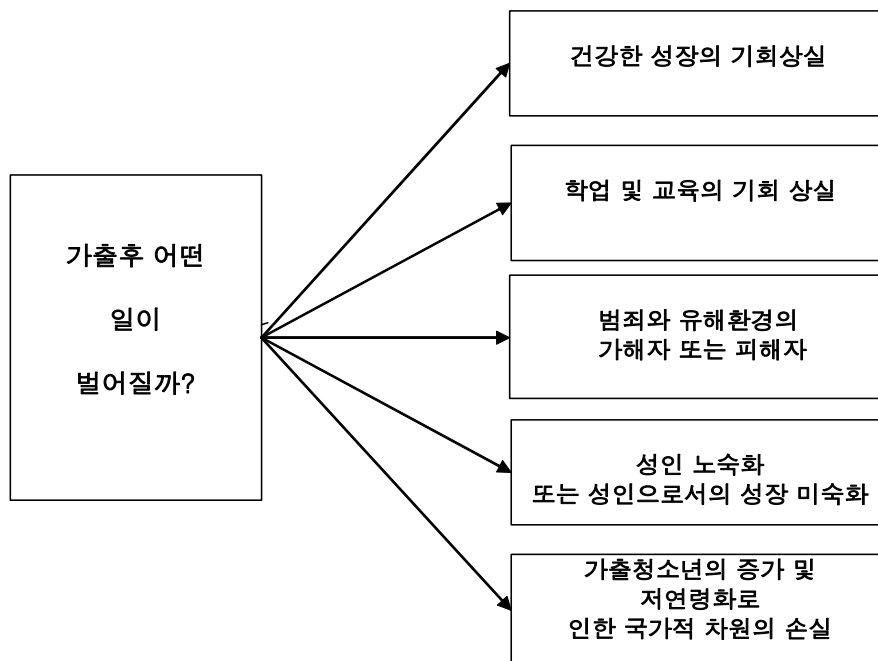 가출후 어떤
일이
벌어질까?
건강한 성장의 기회상실
학업 및 교육의 기회 상실
범죄와 유해환경의
가해자 또는 피해자
성인 노숙화
또는 성인으로서의 성장 미숙화
가출청소년의 증가 및
저연령화로
인한 국가적 차원의 손실